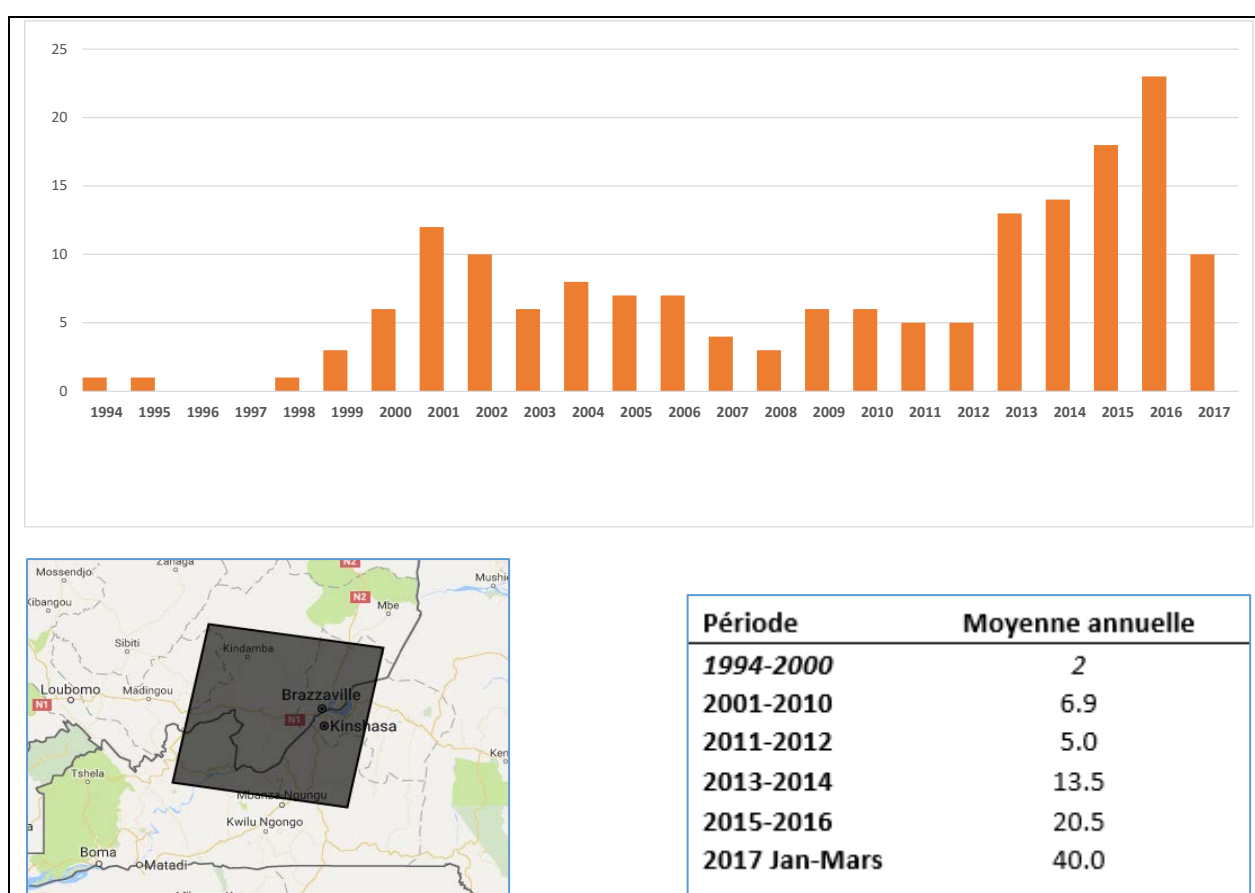 25
20
15
10
5
0
1994 1995 1996 1997 1998 1999 2000 2001 2002 2003 2004 2005 2006 2007 2008 2009 2010 2011 2012 2013 2014 2015 2016 2017
Mossendjo
Zanaga
N2
Mushi
Kibangou
N2
Mbe
Sibiti
Kindamba
Loubomo
Madingou
Brazzaville
N1
N1
Kinshasa
Ken
Tshela
Mbanza-Ngungu
Kwilu Ngongo
Boma
Matadi
Période Moyenne annuelle
1994-2000 2
2001-2010 6.9
2011-2012 5.0
2013-2014 13.5
2015-2016 20.5
2017 Jan-Mars 40.0